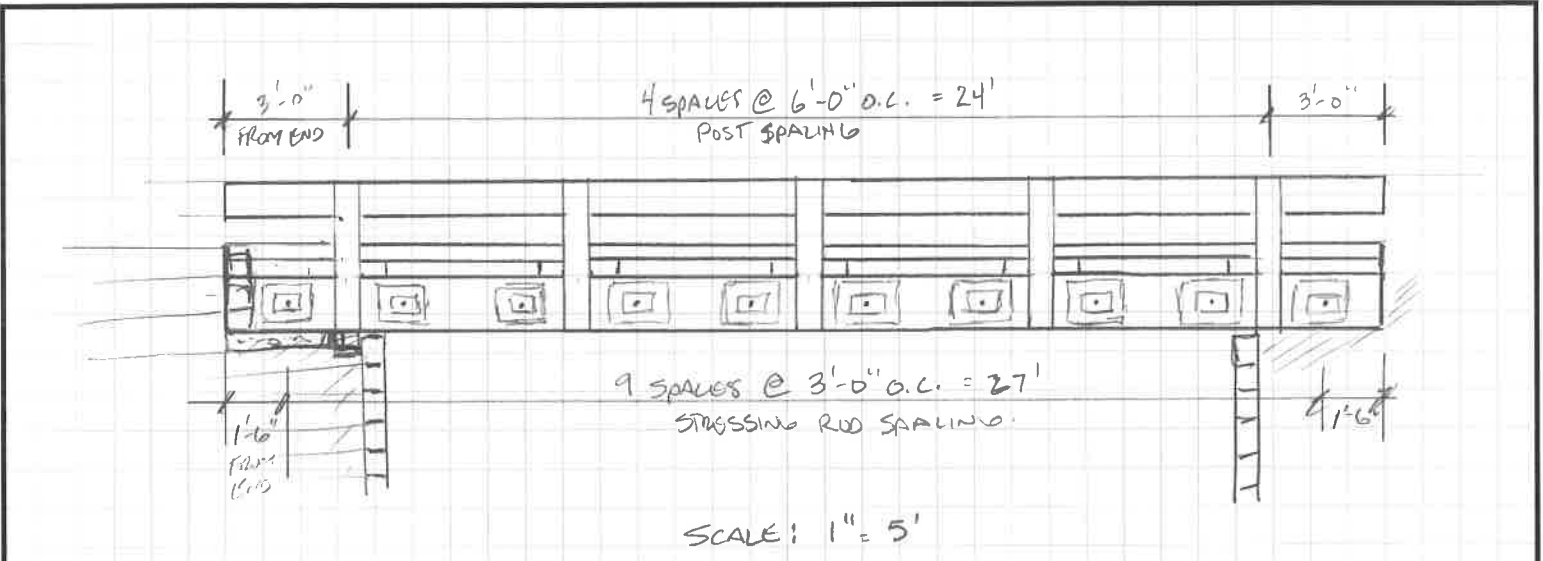 3'-0"
FROM END
4 SPACES @ 6'-0" O.C. = 24'
POST SPACING
3'-0"
9 SPACES @ 3'-0" O.C. = 27'
STRESSING ROD SPACING.
1'-6"
FROM
END
1'-6"
SCALE: 1" = 5'